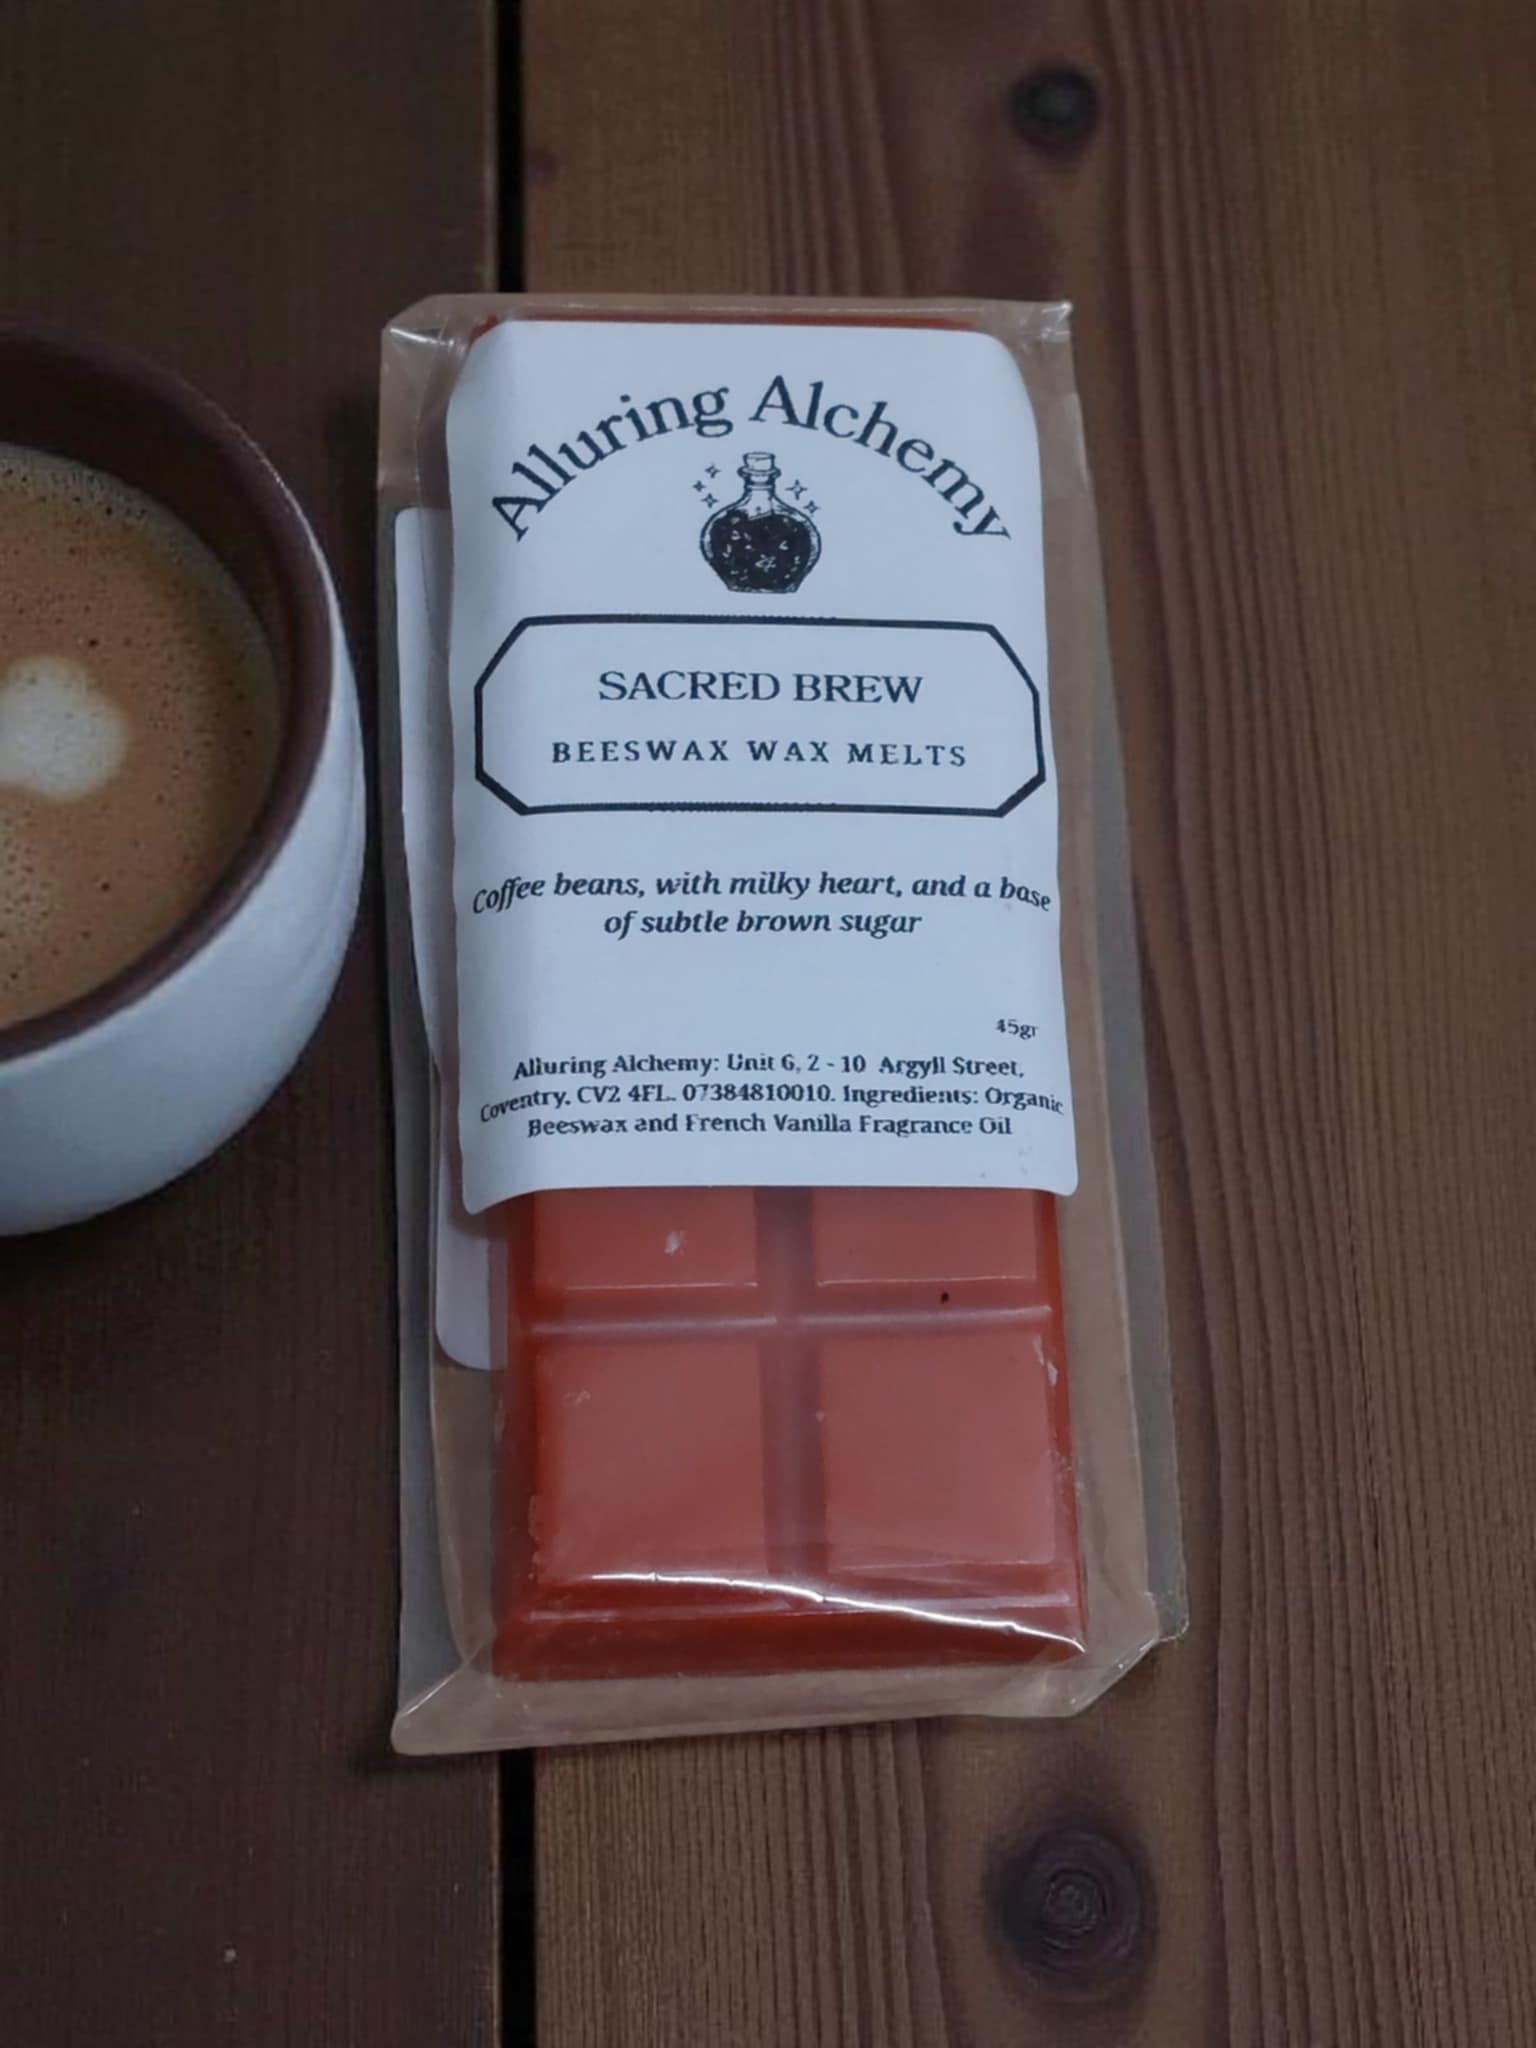 Alluring Alchemy
SACRED BREW
BEESWAX WAX MELTS
Coffee beans, with milky heart, and a base
of subtle brown sugar
45gr
Alluring Alchemy: Unit 6, 2 - 10 Argyll Street,
Coventry. CV2 4FL. 07384810010. Ingredients: Organic
Beeswax and French Vanilla Fragrance Oil